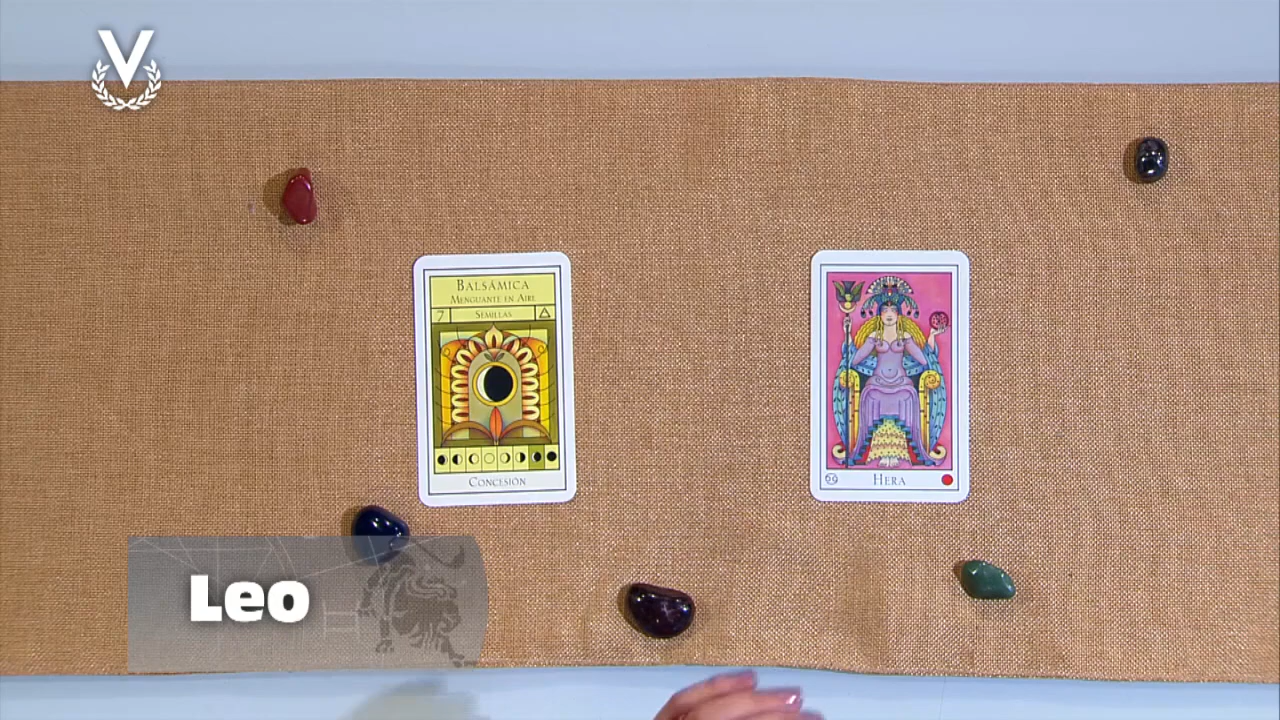 V
BALSÁMICA
MENGUANTE EN AIRE
7 SEMILLAS
CONCESIÓN
HERA
Leo